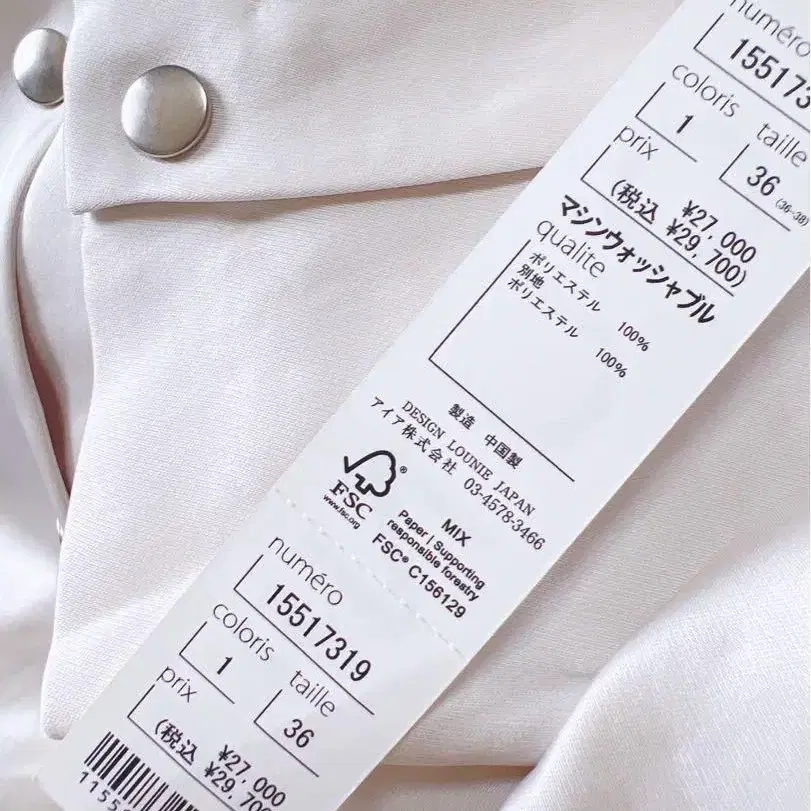 numéro
155173
coloris
1
taille
36
(36-38)
prix
¥27,000
(税込 ¥29,700)
マシンウォッシャブル
qualite
ポリエステル 100%
別地
ポリエステル 100%
製造 中国製
DESIGN LOUNIE JAPAN
アイア株式会社 03-4578-3466
FSC®
www.fsc.org
MIX
Paper | Supporting
responsible forestry
FSC® C156129
numéro
15517319
coloris
1
taille
36
prix
¥27,000
(税込 ¥29,700)
1155